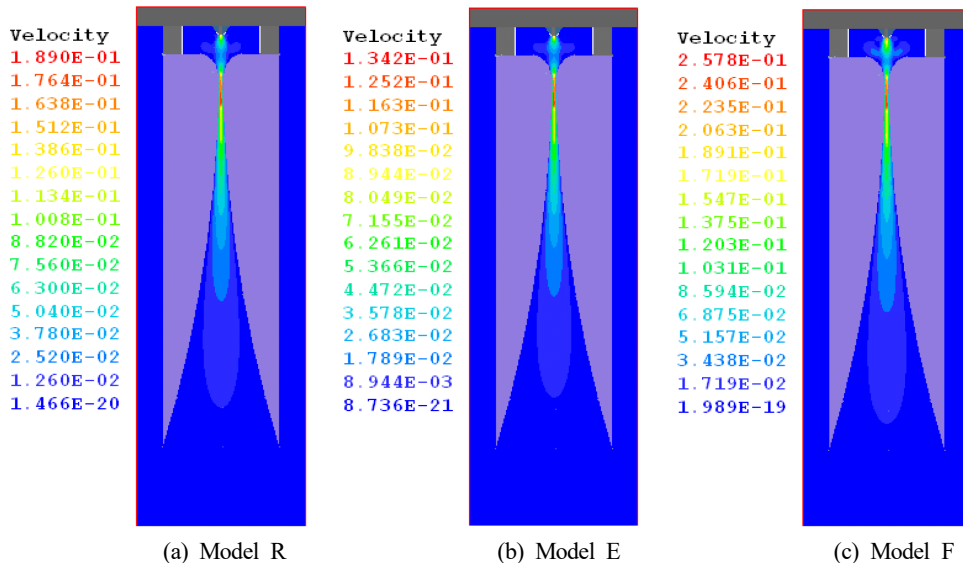 Velocity
1.890E-01
1.764E-01
1.638E-01
1.512E-01
1.386E-01
1.260E-01
1.134E-01
1.008E-01
8.820E-02
7.560E-02
6.300E-02
5.040E-02
3.780E-02
2.520E-02
1.260E-02
1.466E-20
(a) Model R
Velocity
1.342E-01
1.252E-01
1.163E-01
1.073E-01
9.838E-02
8.944E-02
8.049E-02
7.155E-02
6.261E-02
5.366E-02
4.472E-02
3.578E-02
2.683E-02
1.789E-02
8.944E-03
8.736E-21
(b) Model E
Velocity
2.578E-01
2.406E-01
2.235E-01
2.063E-01
1.891E-01
1.719E-01
1.547E-01
1.375E-01
1.203E-01
1.031E-01
8.594E-02
6.875E-02
5.157E-02
3.438E-02
1.719E-02
1.989E-19
(c) Model F